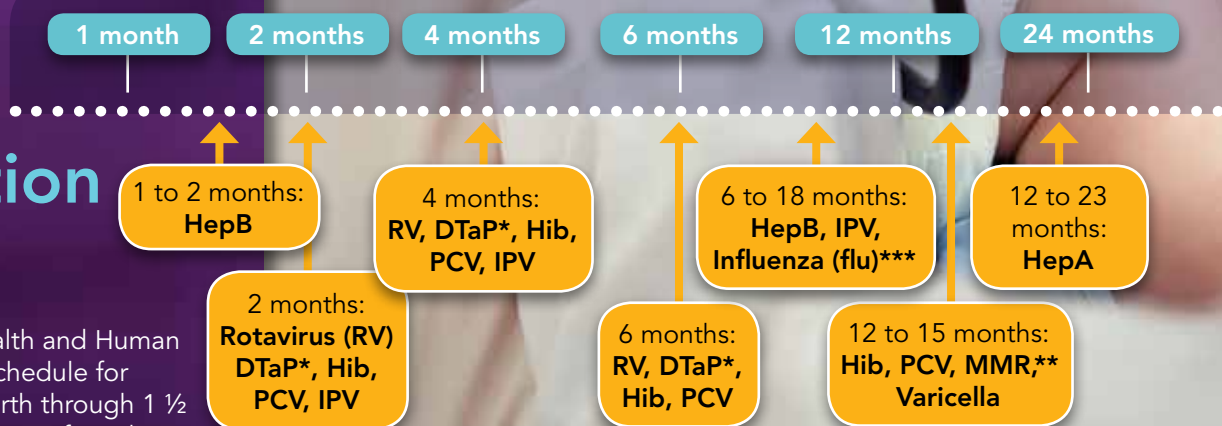 1 month
2 months
4 months
6 months
12 months
24 months
1 to 2 months:
HepB
2 months:
Rotavirus (RV)
DTaP*, Hib,
PCV, IPV
4 months:
RV, DTaP*, Hib,
PCV, IPV
6 months:
RV, DTaP*,
Hib, PCV
6 to 18 months:
HepB, IPV,
Influenza (flu)***
12 to 15 months:
Hib, PCV, MMR,**
Varicella
12 to 23
months:
HepA
tion
alth and Human
chedule for
rth through 1 ½